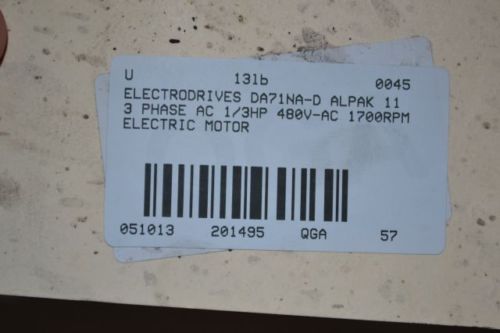 U 13lb 0045
ELECTRODRIVES DA71NA-D ALPAK 11
3 PHASE AC 1/3HP 480V-AC 1700RPM
ELECTRIC MOTOR
051013 201495 QGA 57